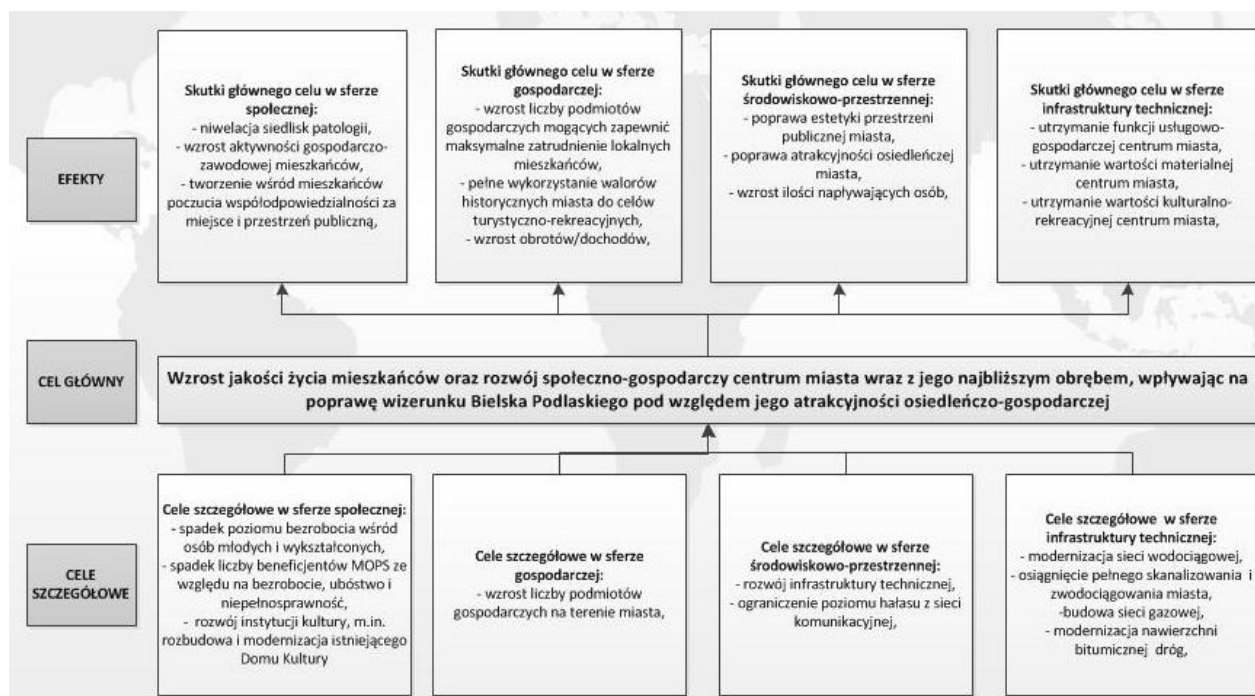 EFEKTY
Skutki głównego celu w sferze
społecznej:
- niwelacja siedlisk patologii,
- wzrost aktywności gospodarczo-
zawodowej mieszkańców,
- tworzenie wśród mieszkańców
poczucia współodpowiedzialności za
miejsce i przestrzeń publiczną,
Skutki głównego celu w sferze
gospodarczej:
- wzrost liczby podmiotów
gospodarczych mogących zapewnić
maksymalne zatrudnienie lokalnych
mieszkańców,
- pełne wykorzystanie walorów
historycznych miasta do celów
turystyczno-rekreacyjnych,
- wzrost obrotów/dochodów,
Skutki głównego celu w sferze
środowiskowo-przestrzennej:
- poprawa estetyki przestrzeni
publicznej miasta,
- poprawa atrakcyjności osiedleńczej
miasta,
- wzrost ilości napływających osób,
Skutki głównego celu w sferze
infrastruktury technicznej:
- utrzymanie funkcji usługowo-
gospodarczej centrum miasta,
- utrzymanie wartości materialnej
centrum miasta,
- utrzymanie wartości kulturalno-
rekreacyjnej centrum miasta,
CEL GŁÓWNY
Wzrost jakości życia mieszkańców oraz rozwój społeczno-gospodarczy centrum miasta wraz z jego najbliższym obrębem, wpływając na
poprawę wizerunku Bielska Podlaskiego pod względem jego atrakcyjności osiedleńczo-gospodarczej
CELE
SZCZEGÓŁOWE
Cele szczegółowe w sferze społecznej:
- spadek poziomu bezrobocia wśród
osób młodych i wykształconych,
- spadek liczby beneficjentów MOPS ze
względu na bezrobocie, ubóstwo i
niepełnosprawność,
- rozwój instytucji kultury, m.in.
rozbudowa i modernizacja istniejącego
Domu Kultury
Cele szczegółowe w sferze
gospodarczej:
- wzrost liczby podmiotów
gospodarczych na terenie miasta,
Cele szczegółowe w sferze
środowiskowo-przestrzennej:
- rozwój infrastruktury technicznej,
- ograniczenie poziomu hałasu z sieci
komunikacyjnej,
Cele szczegółowe w sferze
infrastruktury technicznej:
- modernizacja sieci wodociągowej,
- osiągnięcie pełnego skanalizowania i
zwodociągowania miasta,
-budowa sieci gazowej,
- modernizacja nawierzchni
bitumicznej dróg,